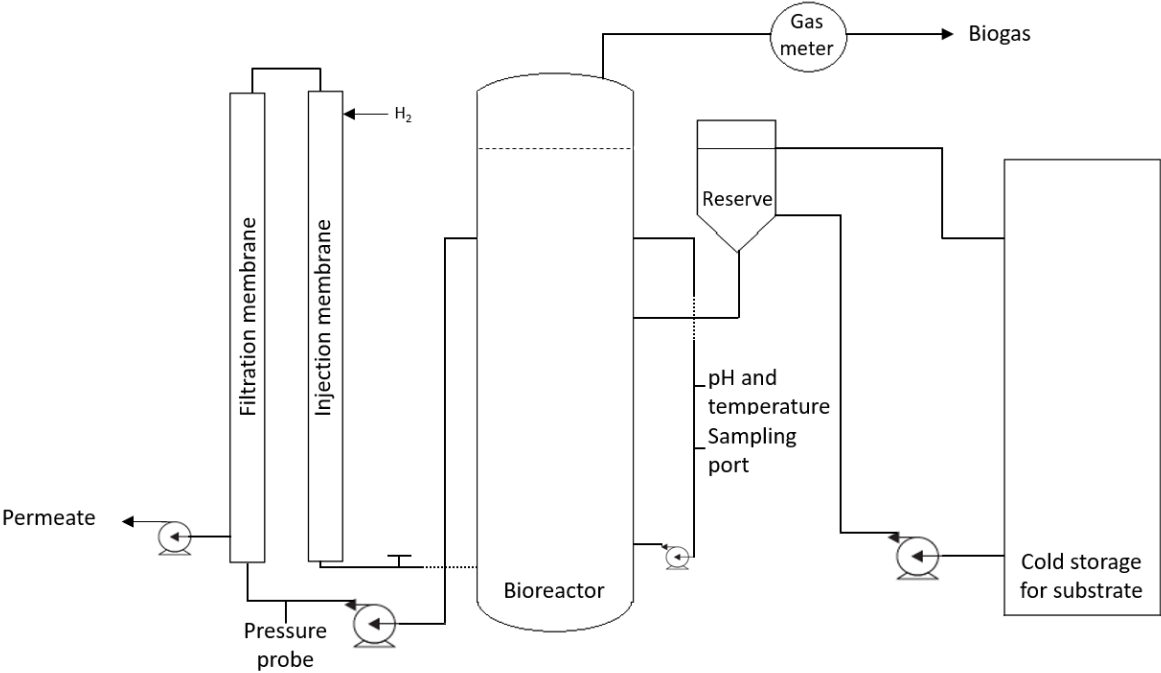 Gas
meter
Biogas
H₂
Filtration membrane
Injection membrane
Reserve
pH and
temperature
Sampling
port
Permeate
Bioreactor
Cold storage
for substrate
Pressure
probe